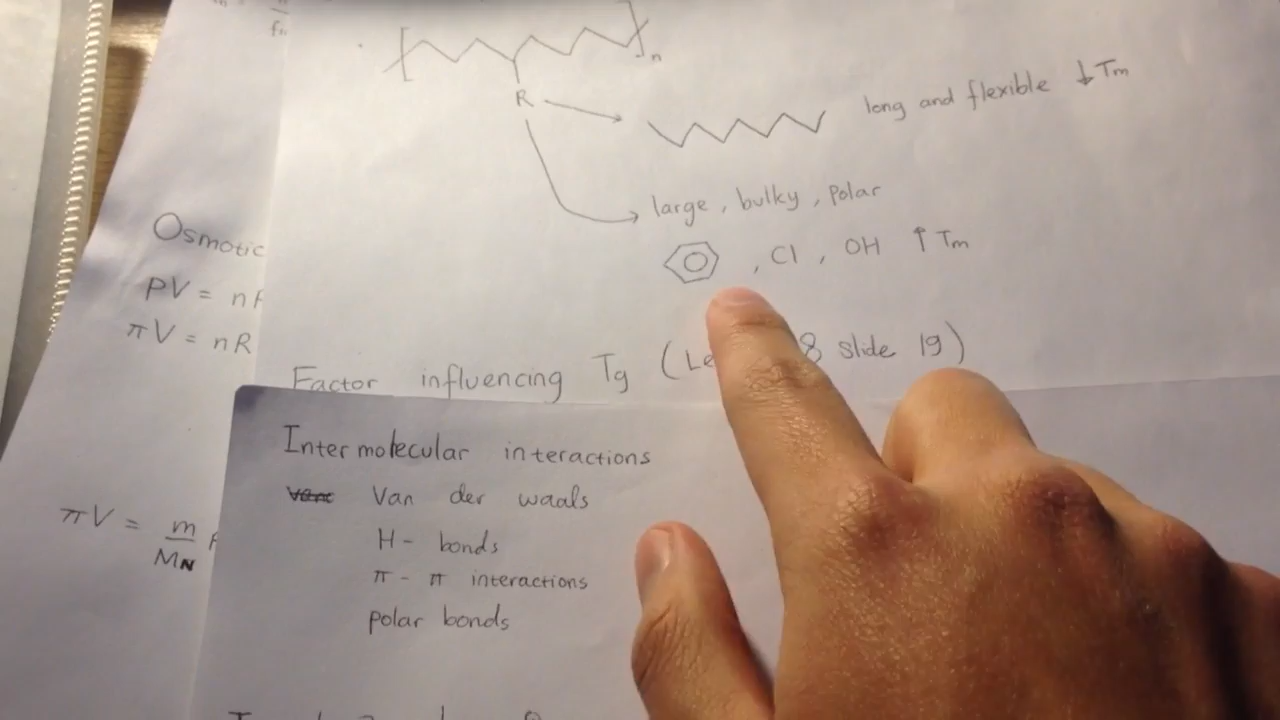 n
R
long and flexible ↓Tm
large, bulky, polar
, Cl, OH ↑Tm
Osmotic
PV = n
πV = nR
Factor influencing Tg ( 8 slide 19)
Intermolecular interactions
Van der waals
H- bonds
π - π interactions
polar bonds
πV = m
MN